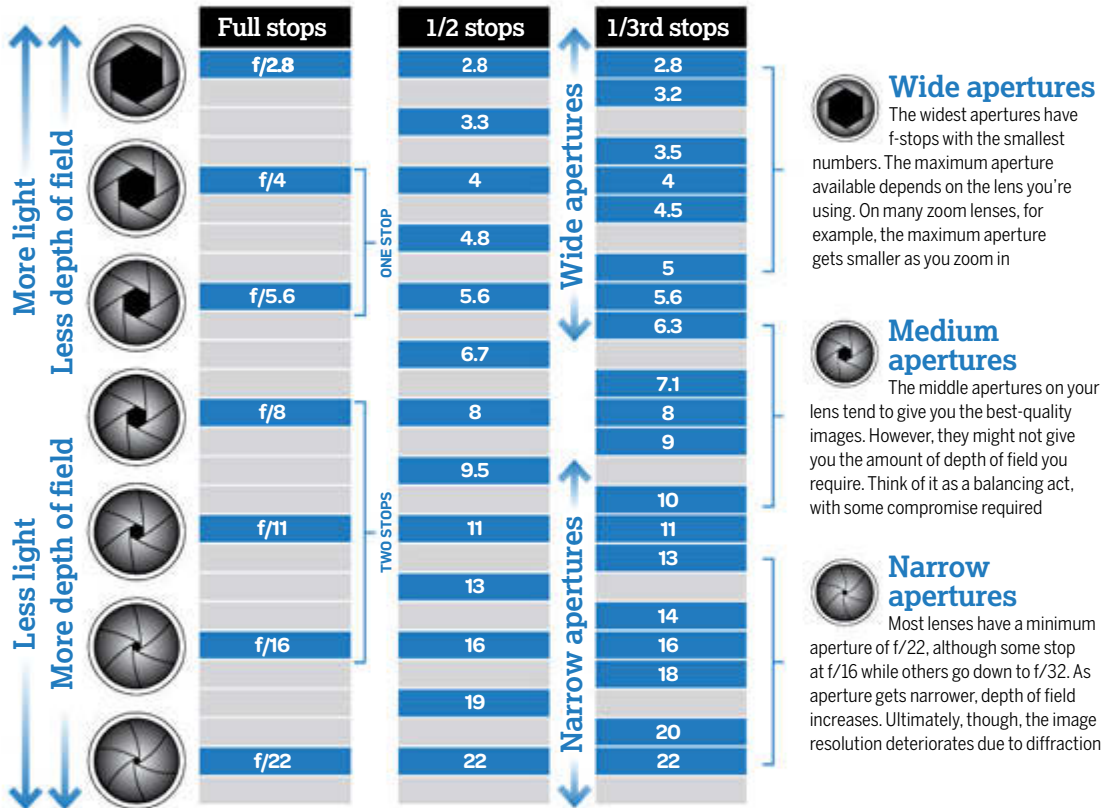 More light
Less depth of field
Less light
More depth of field
Full stops
f/2.8
f/4
f/5.6
f/8
f/11
f/16
f/22
ONE STOP
TWO STOPS
1/2 stops
2.8
3.3
4
4.8
5.6
6.7
8
9.5
11
13
16
19
22
Wide apertures
Narrow apertures
1/3rd stops
2.8
3.2
3.5
4
4.5
5
5.6
6.3
7.1
8
9
10
11
13
14
16
18
20
22
Wide apertures
The widest apertures have
f-stops with the smallest
numbers. The maximum aperture
available depends on the lens you’re
using. On many zoom lenses, for
example, the maximum aperture
gets smaller as you zoom in
Medium
apertures
The middle apertures on your
lens tend to give you the best-quality
images. However, they might not give
you the amount of depth of field you
require. Think of it as a balancing act,
with some compromise required
Narrow
apertures
Most lenses have a minimum
aperture of f/22, although some stop
at f/16 while others go down to f/32. As
aperture gets narrower, depth of field
increases. Ultimately, though, the image
resolution deteriorates due to diffraction